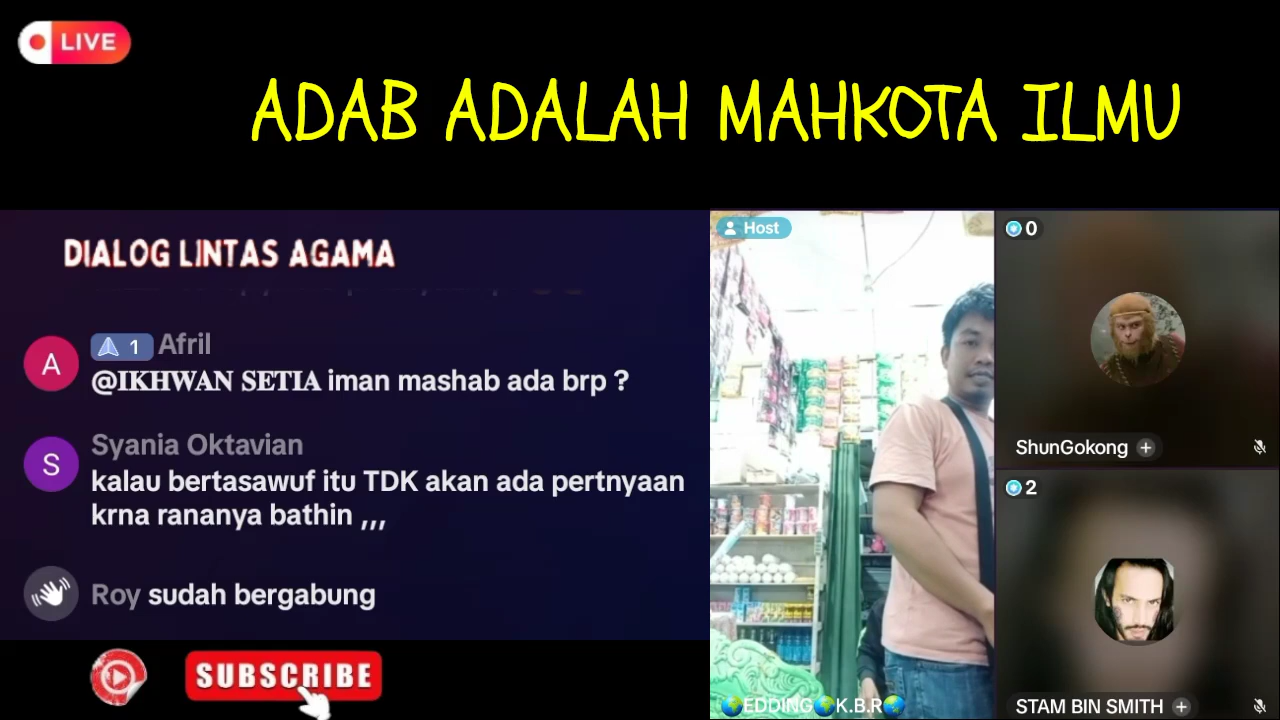 LIVE
ADAB ADALAH MAHKOTA ILMU
DIALOG LINTAS AGAMA
A
1 Afril
@IKHWAN SETIA iman mashab ada brp ?
S
Syania Oktavian
kalau bertasawuf itu TDK akan ada pertnyaan
krna rananya bathin ,,,
Roy sudah bergabung
SUBSCRIBE
Host
EDDING K.B.R
0
ShunGokong +
2
STAM BIN SMITH +